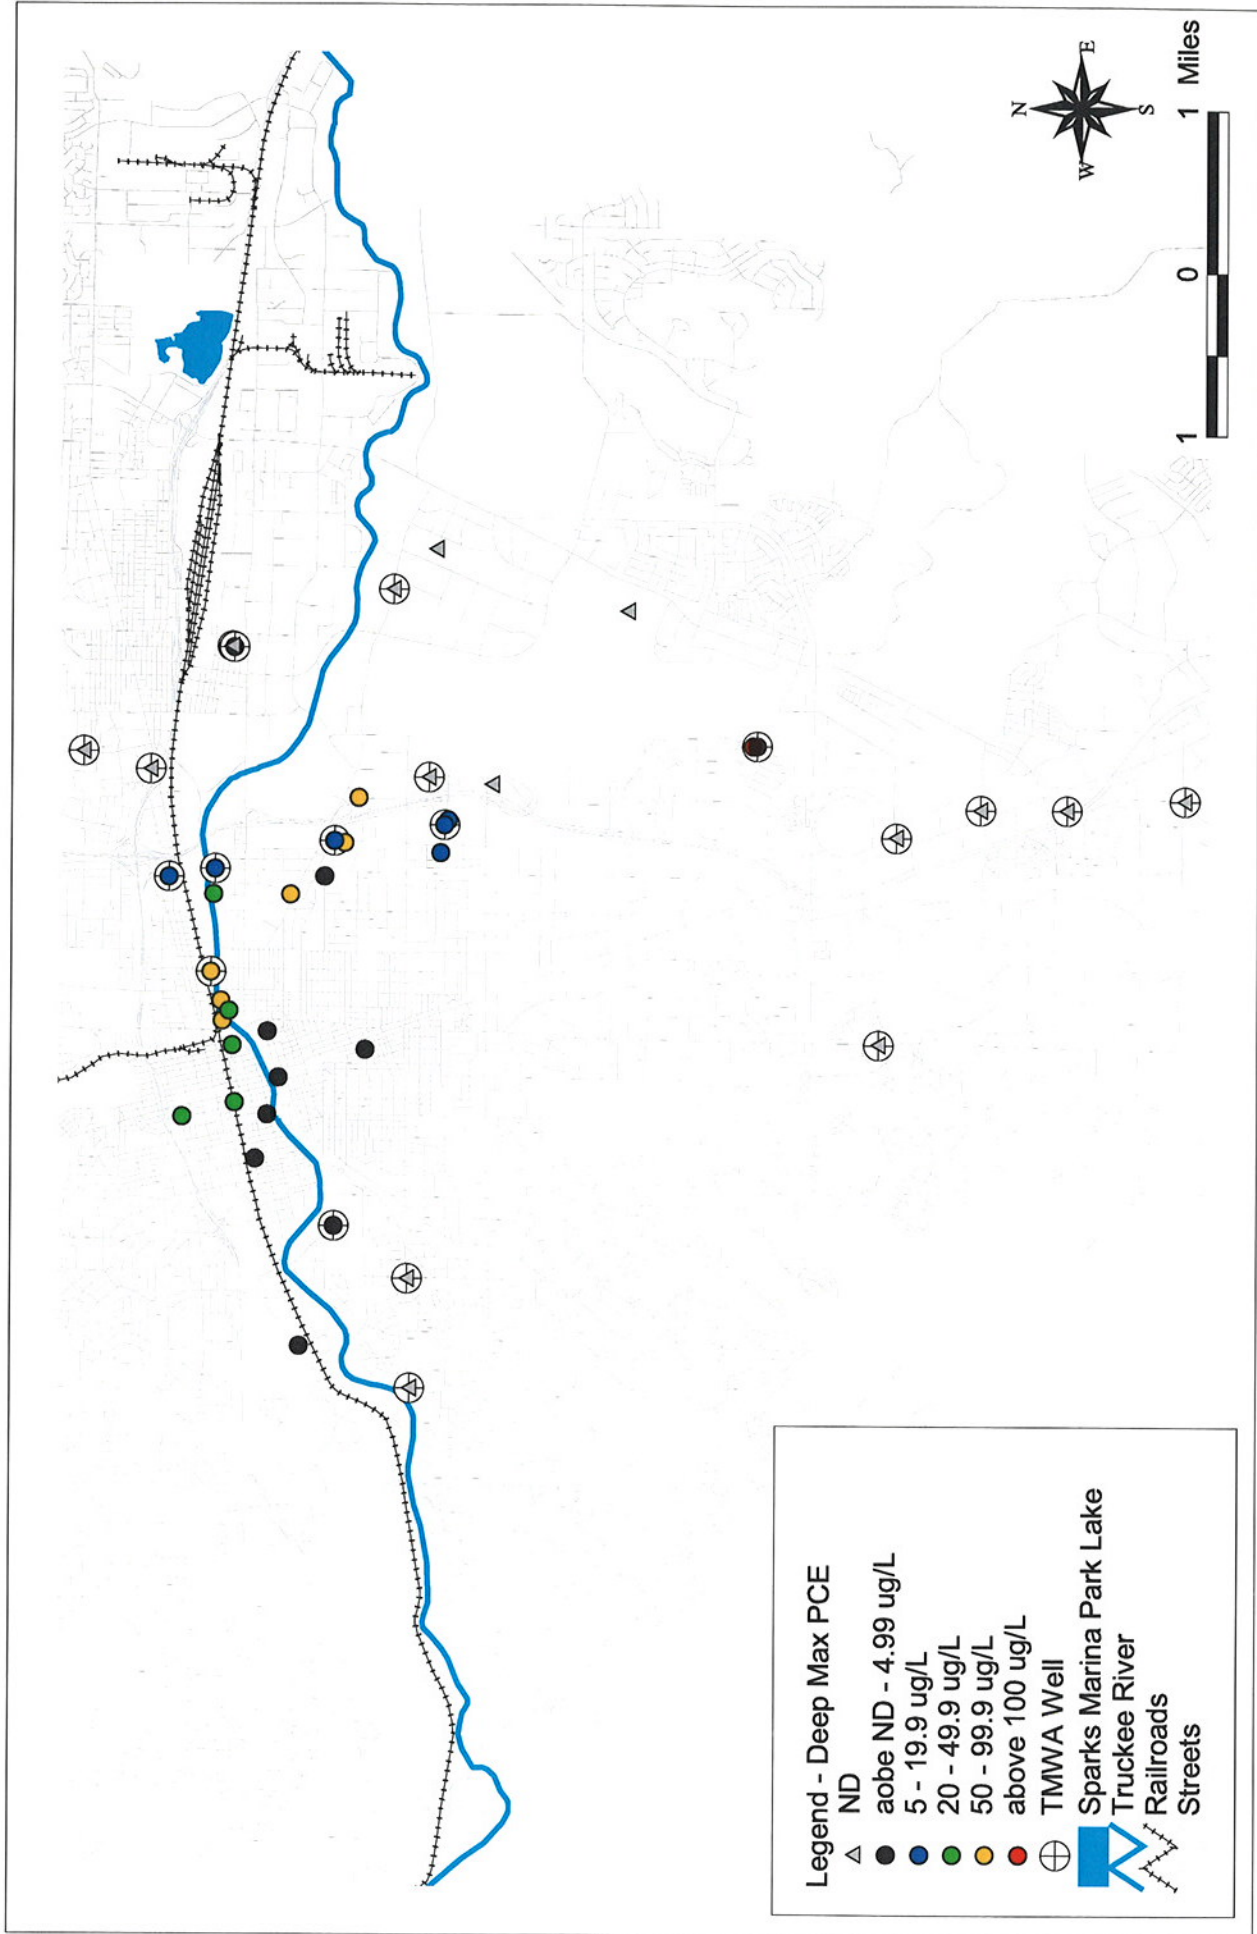 N
W
E
S
1 0 1 Miles
Legend - Deep Max PCE
ND
aobe ND - 4.99 ug/L
5 - 19.9 ug/L
20 - 49.9 ug/L
50 - 99.9 ug/L
above 100 ug/L
TMWA Well
Sparks Marina Park Lake
Truckee River
Railroads
Streets